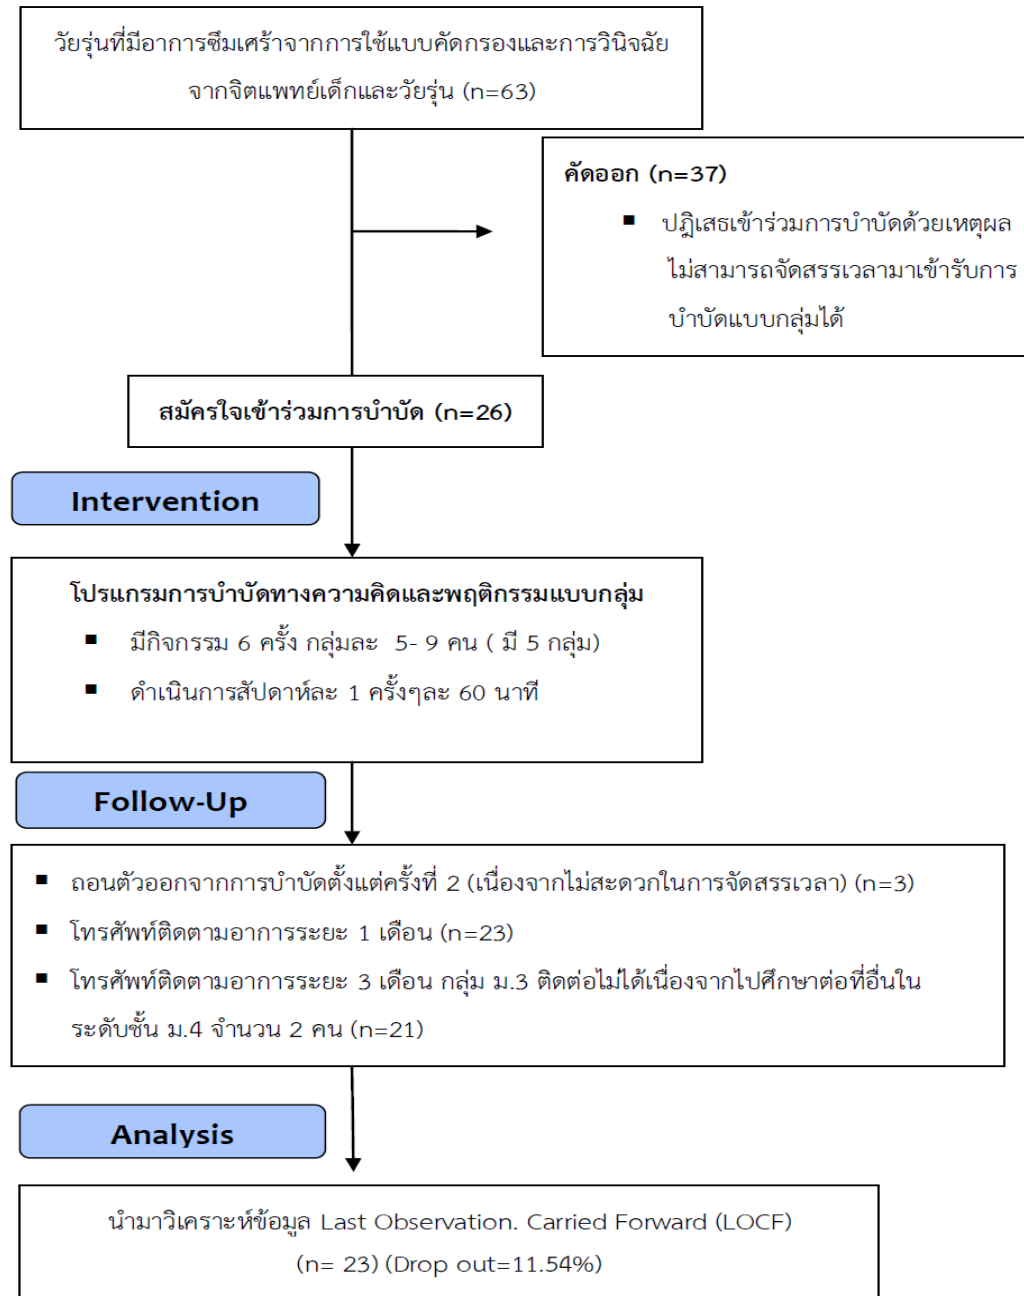 วัยรุ่นที่มีอาการซึมเศร้าจากการใช้แบบคัดกรองและการวินิจฉัย
จากจิตแพทย์เด็กและวัยรุ่น (n=63)
คัดออก (n=37)
▪ ปฎิเสธเข้าร่วมการบำบัดด้วยเหตุผล
ไม่สามารถจัดสรรเวลามาเข้ารับการ
บำบัดแบบกลุ่มได้
สมัครใจเข้าร่วมการบำบัด (n=26)
Intervention
โปรแกรมการบำบัดทางความคิดและพฤติกรรมแบบกลุ่ม
▪ มีกิจกรรม 6 ครั้ง กลุ่มละ 5- 9 คน ( มี 5 กลุ่ม)
▪ ดำเนินการสัปดาห์ละ 1 ครั้งๆละ 60 นาที
Follow-Up
▪ ถอนตัวออกจากการบำบัดตั้งแต่ครั้งที่ 2 (เนื่องจากไม่สะดวกในการจัดสรรเวลา) (n=3)
▪ โทรศัพท์ติดตามอาการระยะ 1 เดือน (n=23)
▪ โทรศัพท์ติดตามอาการระยะ 3 เดือน กลุ่ม ม.3 ติดต่อไม่ได้เนื่องจากไปศึกษาต่อที่อื่นใน
ระดับชั้น ม.4 จำนวน 2 คน (n=21)
Analysis
นำมาวิเคราะห์ข้อมูล Last Observation. Carried Forward (LOCF)
(n= 23) (Drop out=11.54%)